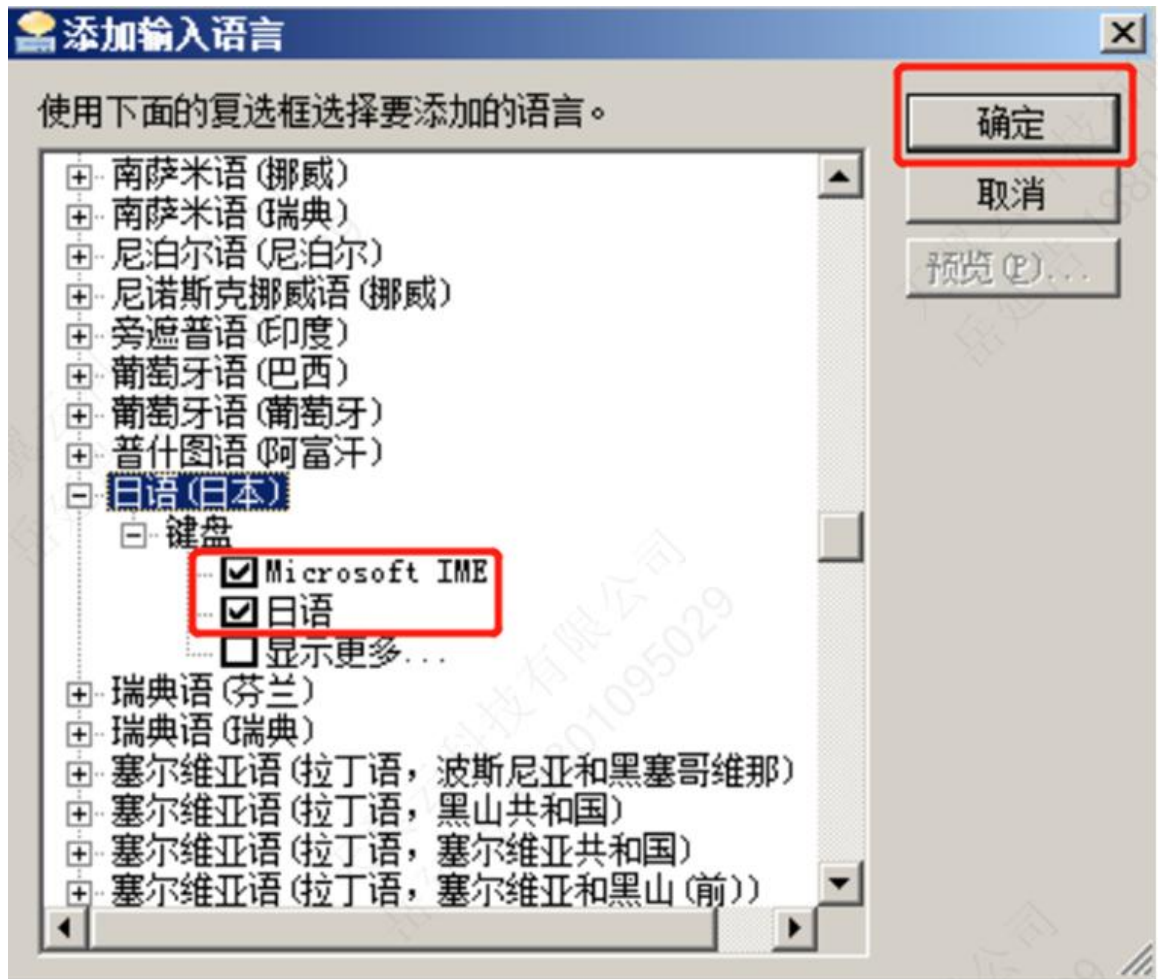 添加输入语言
使用下面的复选框选择要添加的语言。
确定
取消
预览(P)...
南萨米语(挪威)
南萨米语(瑞典)
尼泊尔语(尼泊尔)
尼诺斯克挪威语(挪威)
旁遮普语(印度)
葡萄牙语(巴西)
葡萄牙语(葡萄牙)
普什图语(阿富汗)
日语(日本)
键盘
Microsoft IME
日语
显示更多...
瑞典语(芬兰)
瑞典语(瑞典)
塞尔维亚语(拉丁语，波斯尼亚和黑塞哥维那)
塞尔维亚语(拉丁语，黑山共和国)
塞尔维亚语(拉丁语，塞尔维亚共和国)
塞尔维亚语(拉丁语，塞尔维亚和黑山(前))